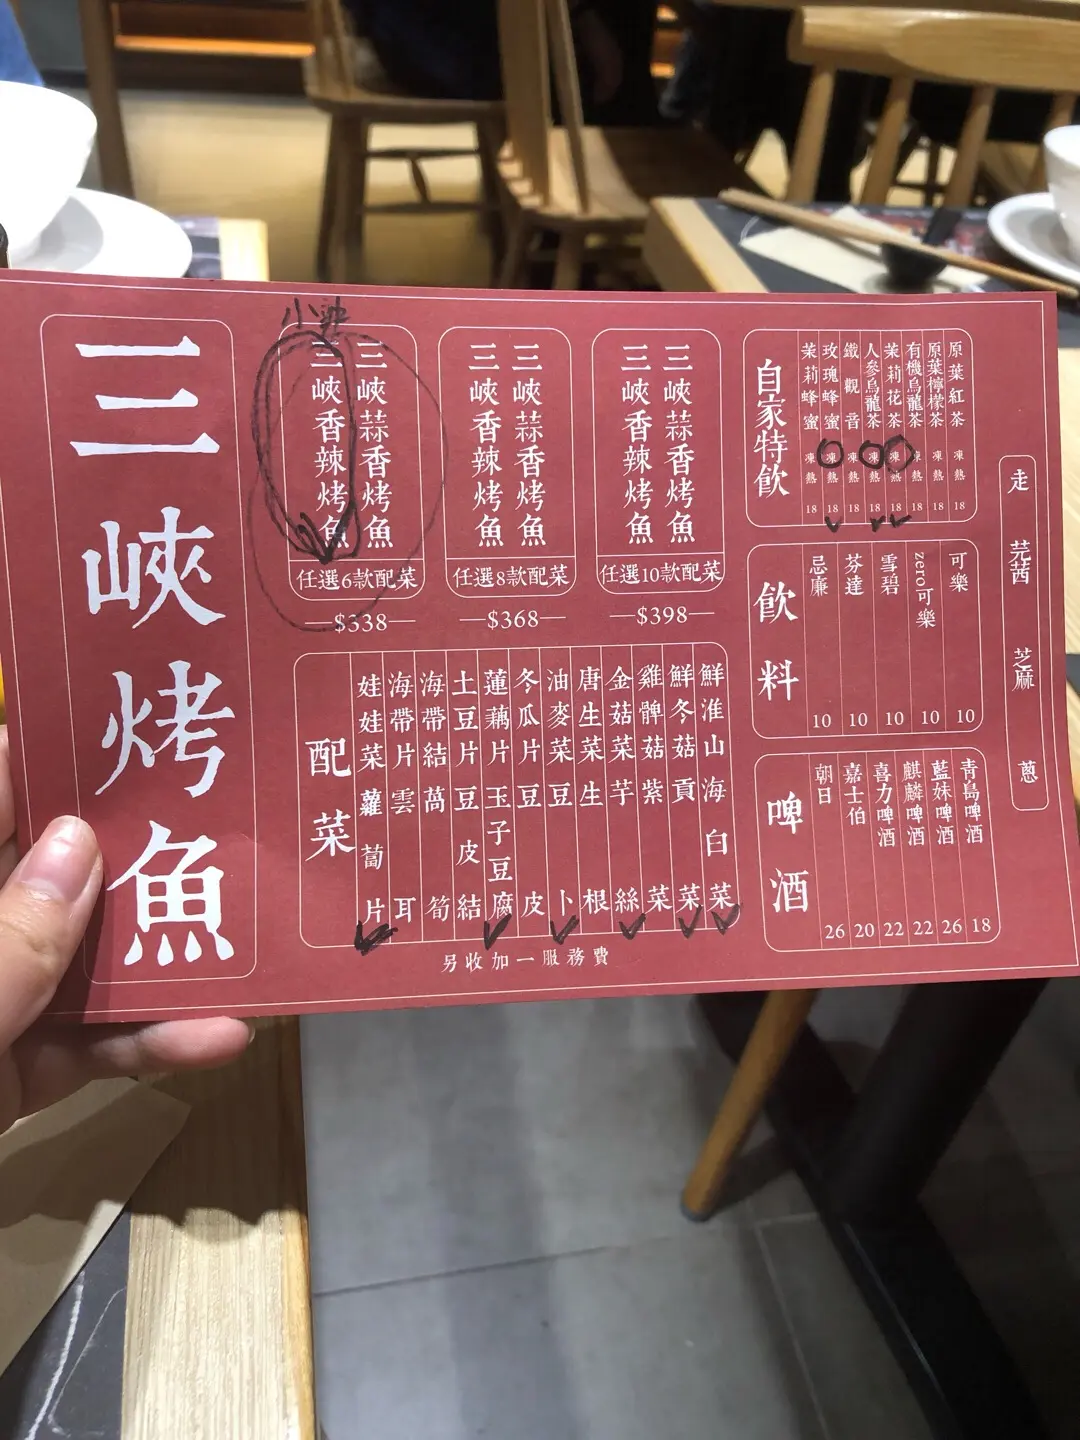 三峽烤魚
小辣
三峽香辣烤魚
三峽蒜香烤魚
任選6款配菜
$338
三峽香辣烤魚
三峽蒜香烤魚
任選8款配菜
$368
三峽香辣烤魚
三峽蒜香烤魚
任選10款配菜
$398
配菜
娃娃菜 蘿蔔片
海帶片 雲耳
海帶結 萵筍
土豆片 豆皮結
蓮藕片 玉子豆腐
冬瓜片 豆皮
油麥菜 豆卜
唐生菜 生根
金菇菜 芋絲
雞髀菇 紫菜
鮮冬菇 貢菜
鮮淮山 海白菜
另收加一服務費
自家特飲
茉莉蜂蜜 凍 熱 18
玫瑰蜂蜜 凍 熱 18
鐵觀音 凍 熱 18
人參烏龍茶 凍 熱 18
茉莉花茶 凍 熱 18
有機烏龍茶 凍 熱 18
原葉檸檬茶 凍 熱 18
原葉紅茶 凍 熱 18
飲料
忌廉 10
芬達 10
雪碧 10
zero可樂 10
可樂 10
啤酒
朝日 26
嘉士伯 20
喜力啤酒 22
麒麟啤酒 22
藍妹啤酒 26
青島啤酒 18
走 芫茜 芝麻 蔥